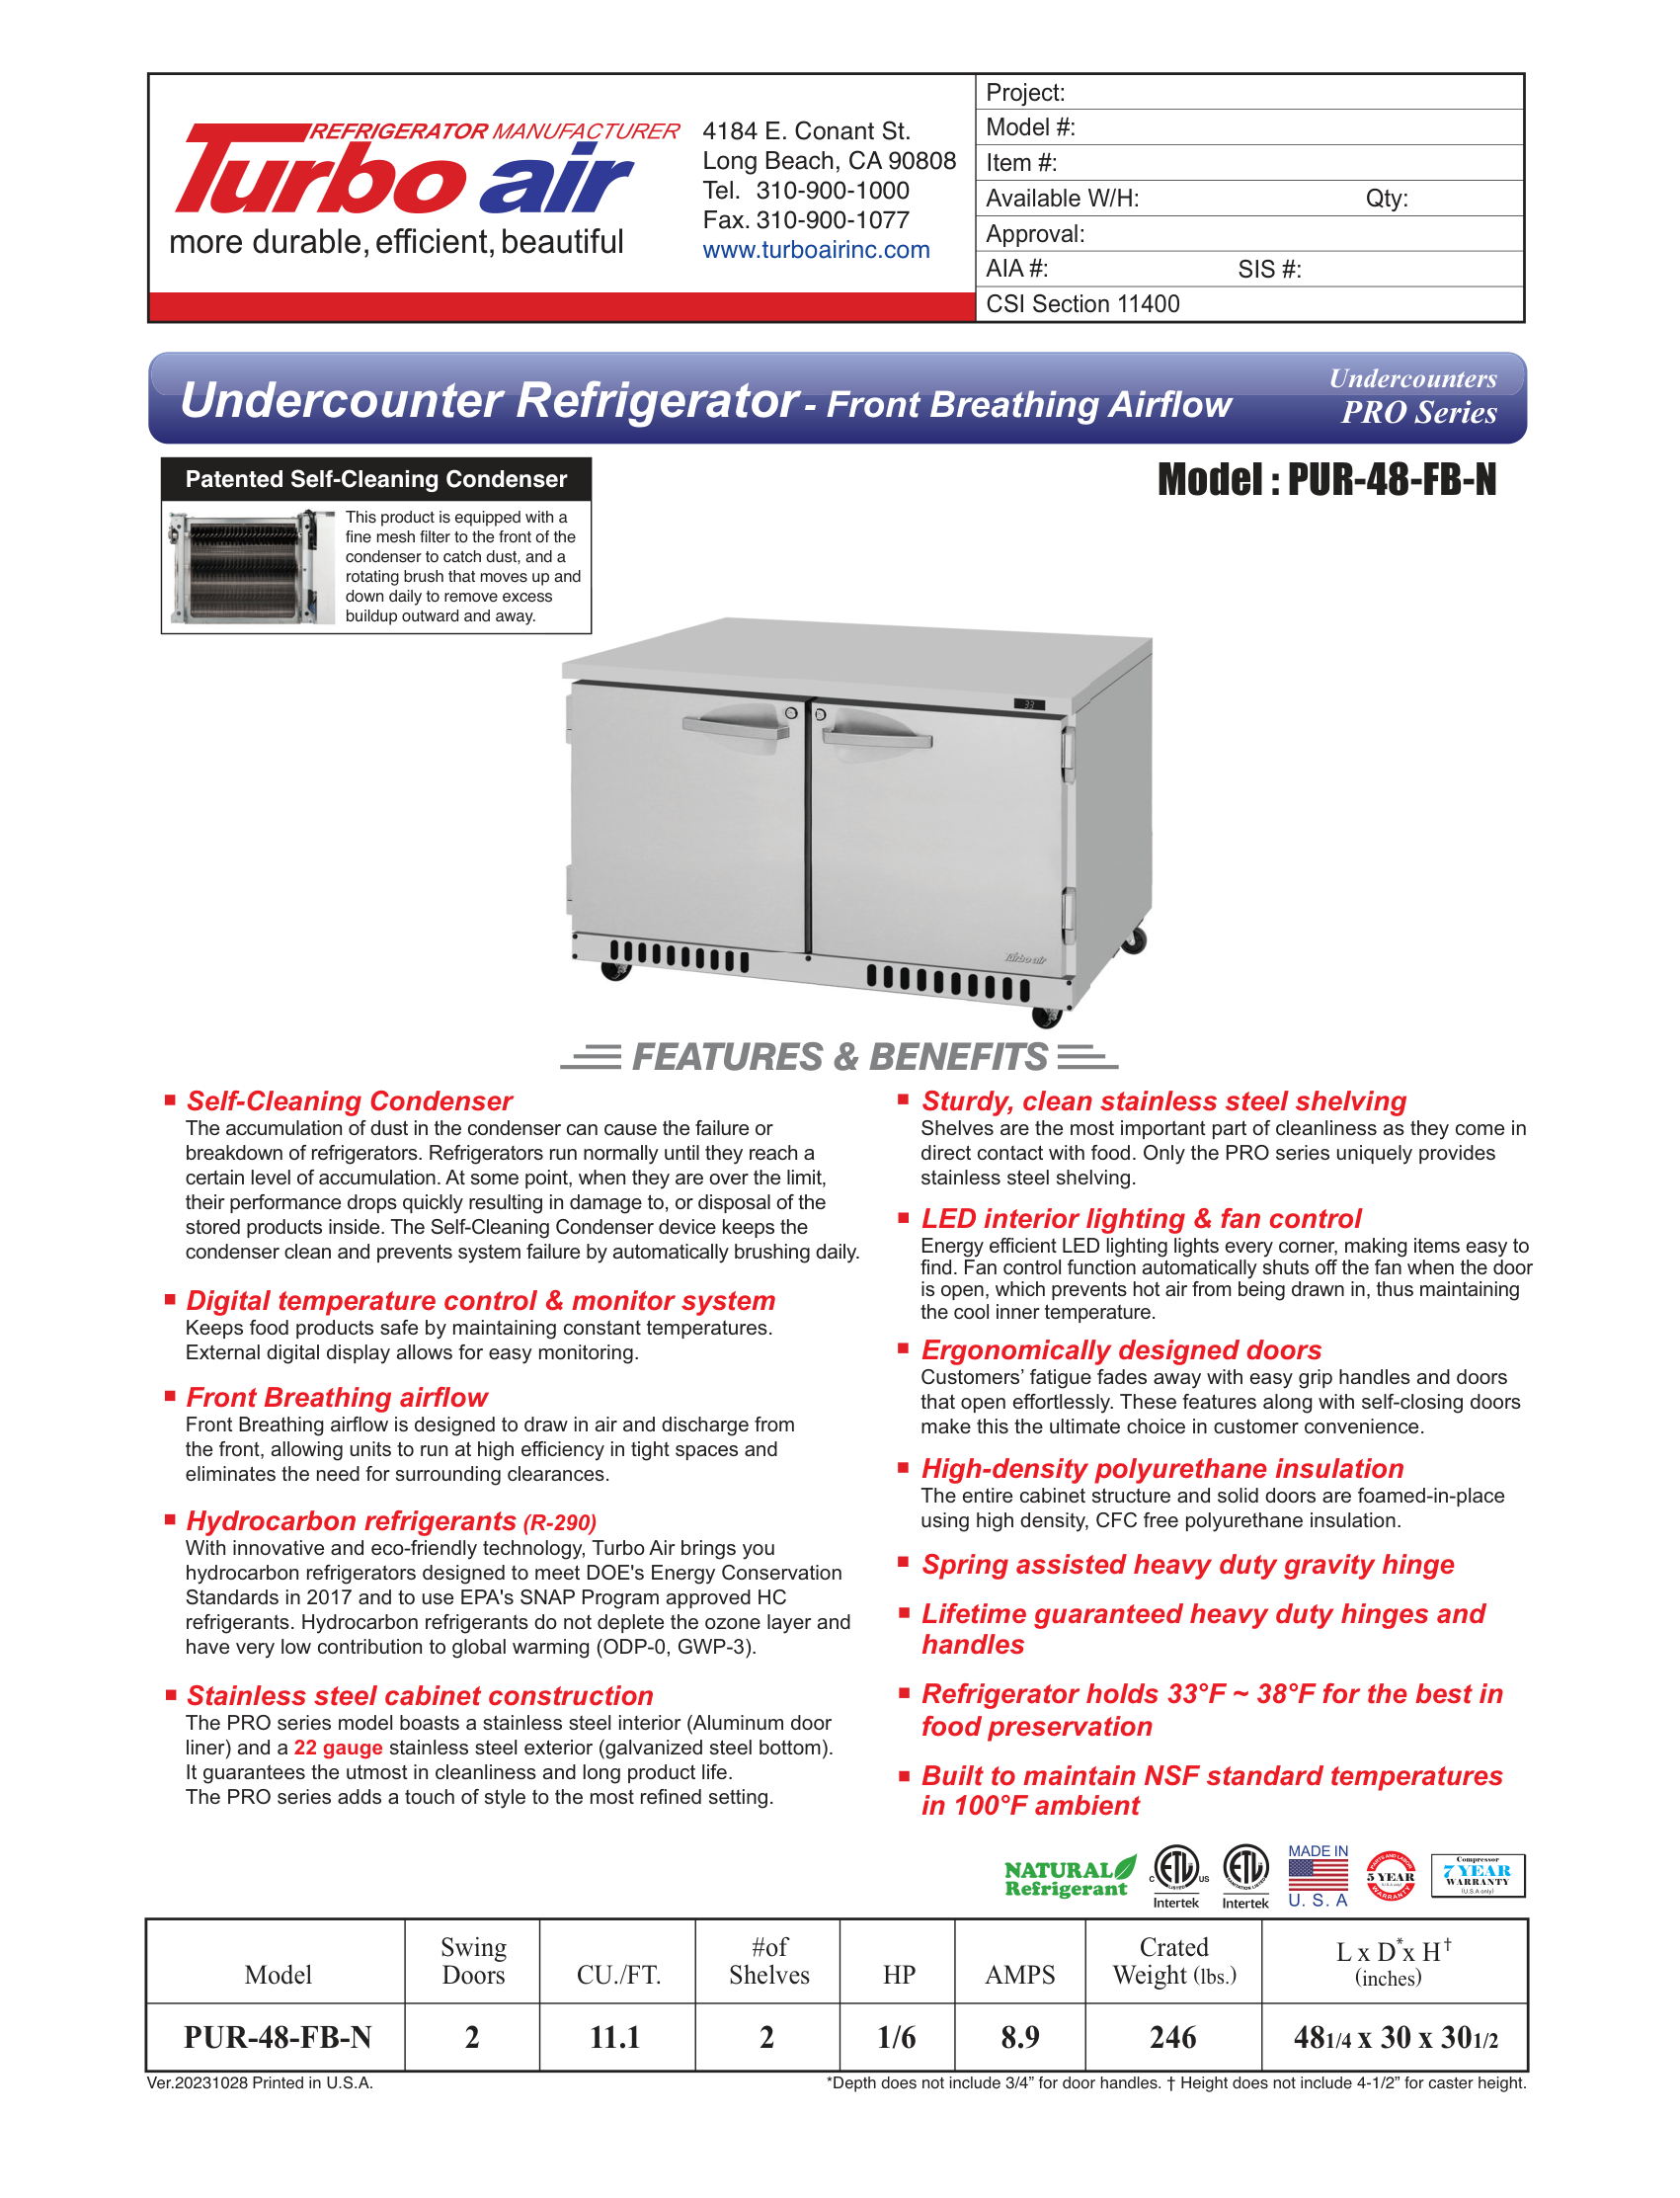 REFRIGERATOR MANUFACTURER
Turbo air
more durable, efficient, beautiful
4184 E. Conant St.
Long Beach, CA 90808
Tel. 310-900-1000
Fax. 310-900-1077
www.turboairinc.com
Project:
Model #:
Item #:
Available W/H: Qty:
Approval:
AIA #: SIS #:
CSI Section 11400
Undercounter Refrigerator - Front Breathing Airflow
Undercounters
PRO Series
Patented Self-Cleaning Condenser
This product is equipped with a
fine mesh filter to the front of the
condenser to catch dust, and a
rotating brush that moves up and
down daily to remove excess
buildup outward and away.
Model : PUR-48-FB-N
33
Turbo air
FEATURES & BENEFITS
■ Self-Cleaning Condenser
The accumulation of dust in the condenser can cause the failure or
breakdown of refrigerators. Refrigerators run normally until they reach a
certain level of accumulation. At some point, when they are over the limit,
their performance drops quickly resulting in damage to, or disposal of the
stored products inside. The Self-Cleaning Condenser device keeps the
condenser clean and prevents system failure by automatically brushing daily.
■ Digital temperature control & monitor system
Keeps food products safe by maintaining constant temperatures.
External digital display allows for easy monitoring.
■ Front Breathing airflow
Front Breathing airflow is designed to draw in air and discharge from
the front, allowing units to run at high efficiency in tight spaces and
eliminates the need for surrounding clearances.
■ Hydrocarbon refrigerants (R-290)
With innovative and eco-friendly technology, Turbo Air brings you
hydrocarbon refrigerators designed to meet DOE's Energy Conservation
Standards in 2017 and to use EPA's SNAP Program approved HC
refrigerants. Hydrocarbon refrigerants do not deplete the ozone layer and
have very low contribution to global warming (ODP-0, GWP-3).
■ Stainless steel cabinet construction
The PRO series model boasts a stainless steel interior (Aluminum door
liner) and a 22 gauge stainless steel exterior (galvanized steel bottom).
It guarantees the utmost in cleanliness and long product life.
The PRO series adds a touch of style to the most refined setting.
■ Sturdy, clean stainless steel shelving
Shelves are the most important part of cleanliness as they come in
direct contact with food. Only the PRO series uniquely provides
stainless steel shelving.
■ LED interior lighting & fan control
Energy efficient LED lighting lights every corner, making items easy to
find. Fan control function automatically shuts off the fan when the door
is open, which prevents hot air from being drawn in, thus maintaining
the cool inner temperature.
■ Ergonomically designed doors
Customers' fatigue fades away with easy grip handles and doors
that open effortlessly. These features along with self-closing doors
make this the ultimate choice in customer convenience.
■ High-density polyurethane insulation
The entire cabinet structure and solid doors are foamed-in-place
using high density, CFC free polyurethane insulation.
■ Spring assisted heavy duty gravity hinge
■ Lifetime guaranteed heavy duty hinges and
handles
■ Refrigerator holds 33°F ~ 38°F for the best in
food preservation
■ Built to maintain NSF standard temperatures
in 100°F ambient
NATURAL
Refrigerant
C ETL US
LISTED
Intertek
ETL
SANITATION LISTED
Intertek
MADE IN
U. S. A
PARTS AND LABOR
5 YEAR
(U.S.A only)
WARRANTY
Compressor
7 YEAR
WARRANTY
(U.S.A only)
Model Swing Doors CU./FT. #of Shelves HP AMPS Crated Weight (lbs.) L x D* x H† (inches)
PUR-48-FB-N 2 11.1 2 1/6 8.9 246 481/4 x 30 x 301/2
Ver.20231028 Printed in U.S.A.
*Depth does not include 3/4” for door handles. † Height does not include 4-1/2” for caster height.